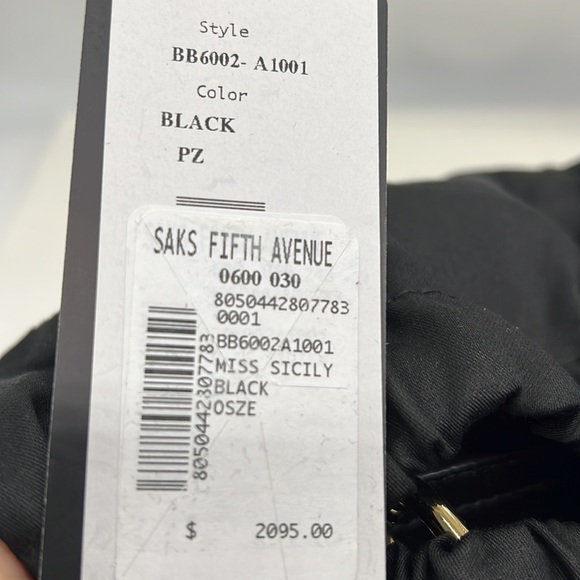 Style
BB6002- A1001
Color
BLACK
PZ
SAKS FIFTH AVENUE
0600 030
8050442807783
0001
BB6002A1001
MISS SICILY
BLACK
OSZE
8050442807783
$ 2095.00